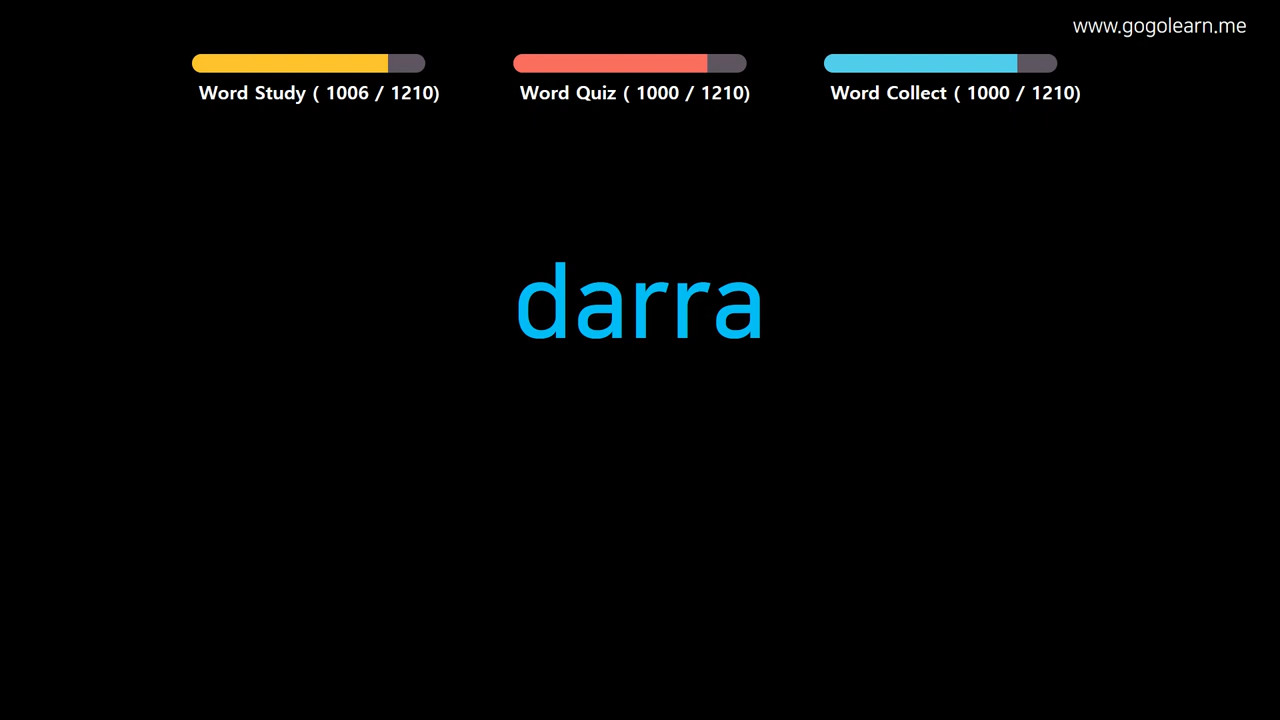 www.gogolearn.me
Word Study ( 1006 / 1210)
Word Quiz ( 1000 / 1210)
Word Collect ( 1000 / 1210)
darra